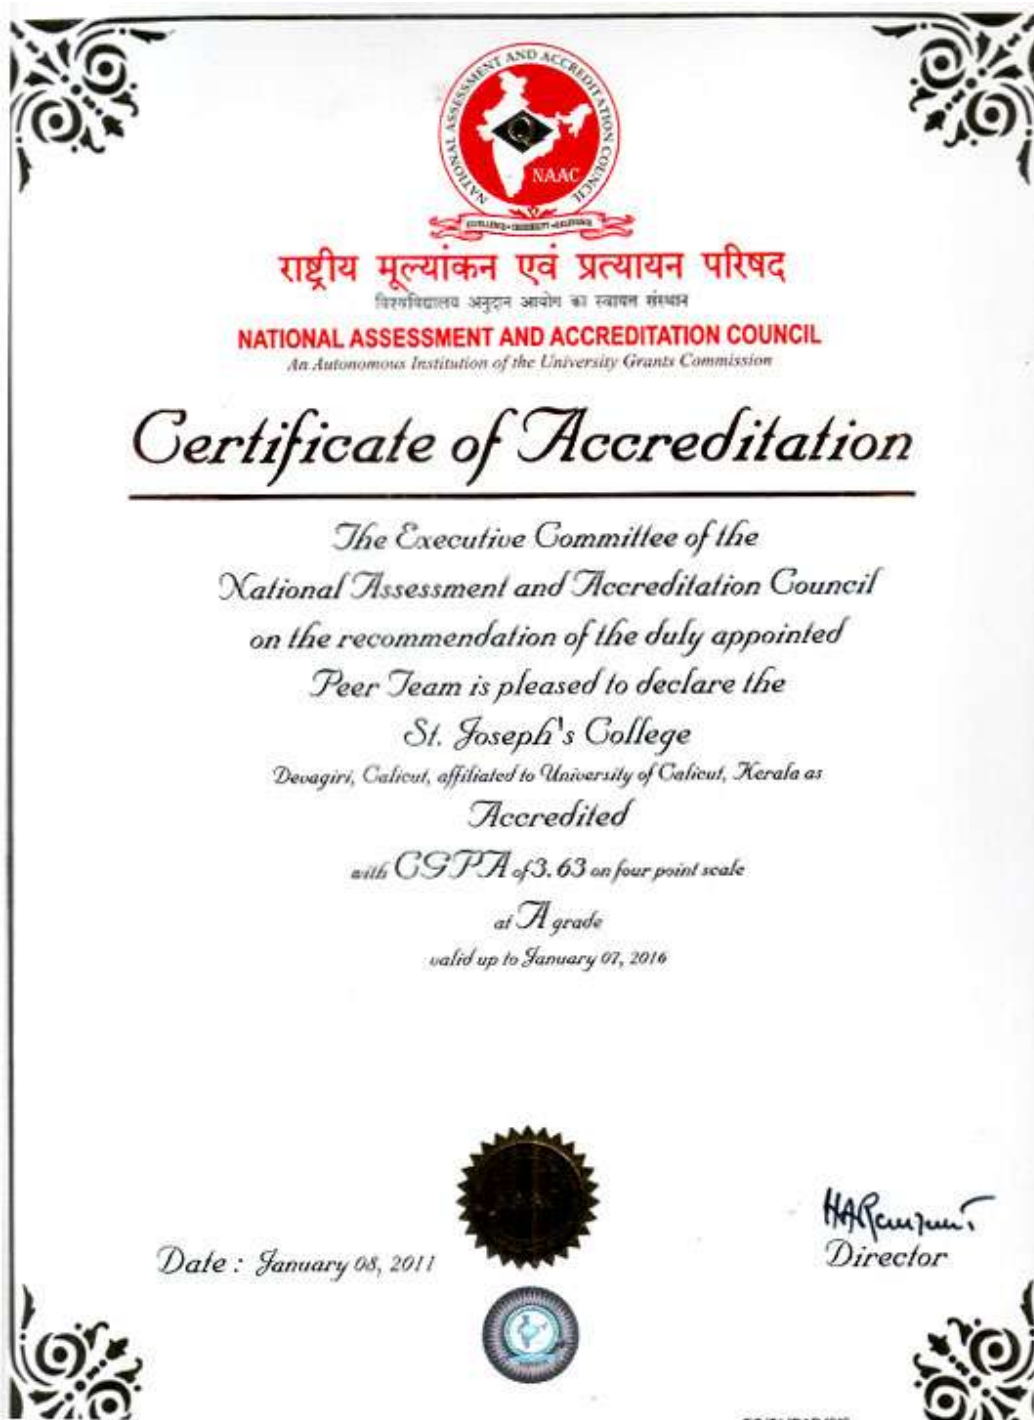 NATIONAL ASSESSMENT AND ACCREDITATION COUNCIL
Q
NAAC
राष्ट्रीय मूल्यांकन एवं प्रत्यायन परिषद
विश्वविद्यालय अनुदान आयोग का स्वायत्त संस्थान
NATIONAL ASSESSMENT AND ACCREDITATION COUNCIL
An Autonomous Institution of the University Grants Commission
Certificate of Accreditation
The Executive Committee of the
National Assessment and Accreditation Council
on the recommendation of the duly appointed
Peer Team is pleased to declare the
St. Joseph's College
Devagiri, Calicut, affiliated to University of Calicut, Kerala as
Accredited
with CGPA of 3.63 on four point scale
at A grade
valid up to January 07, 2016
Date : January 08, 2011
Director